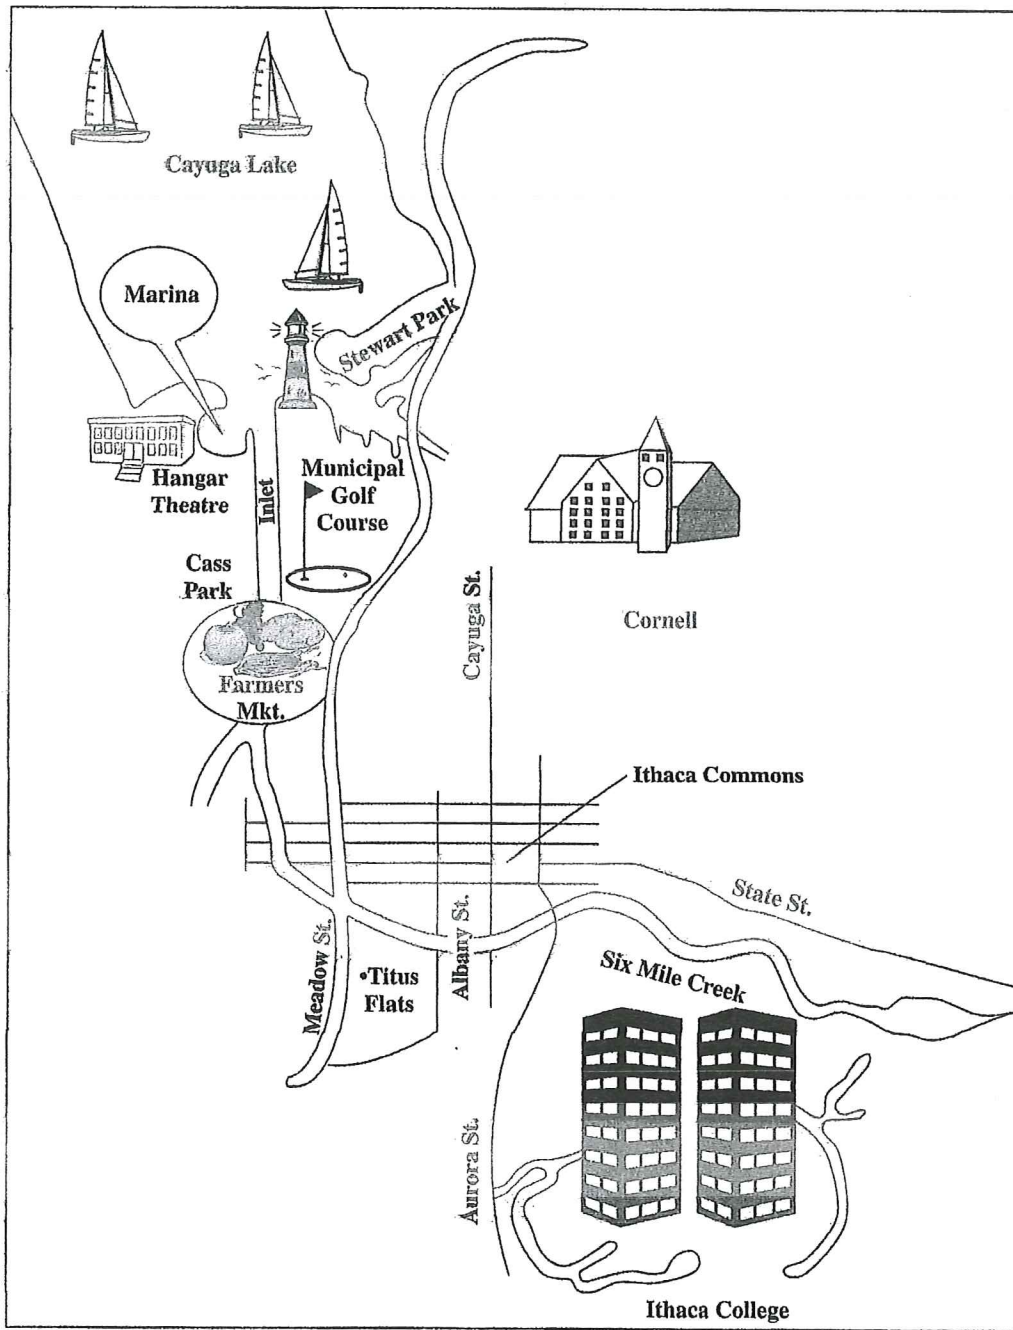 Cayuga Lake
Marina
Stewart Park
Hangar
Theatre
Inlet
Municipal
Golf
Course
Cass
Park
Cayuga St.
Cornell
Farmers
Mkt.
Ithaca Commons
State St.
Meadow St.
Titus
Flats
Albany St.
Six Mile Creek
Aurora St.
Ithaca College